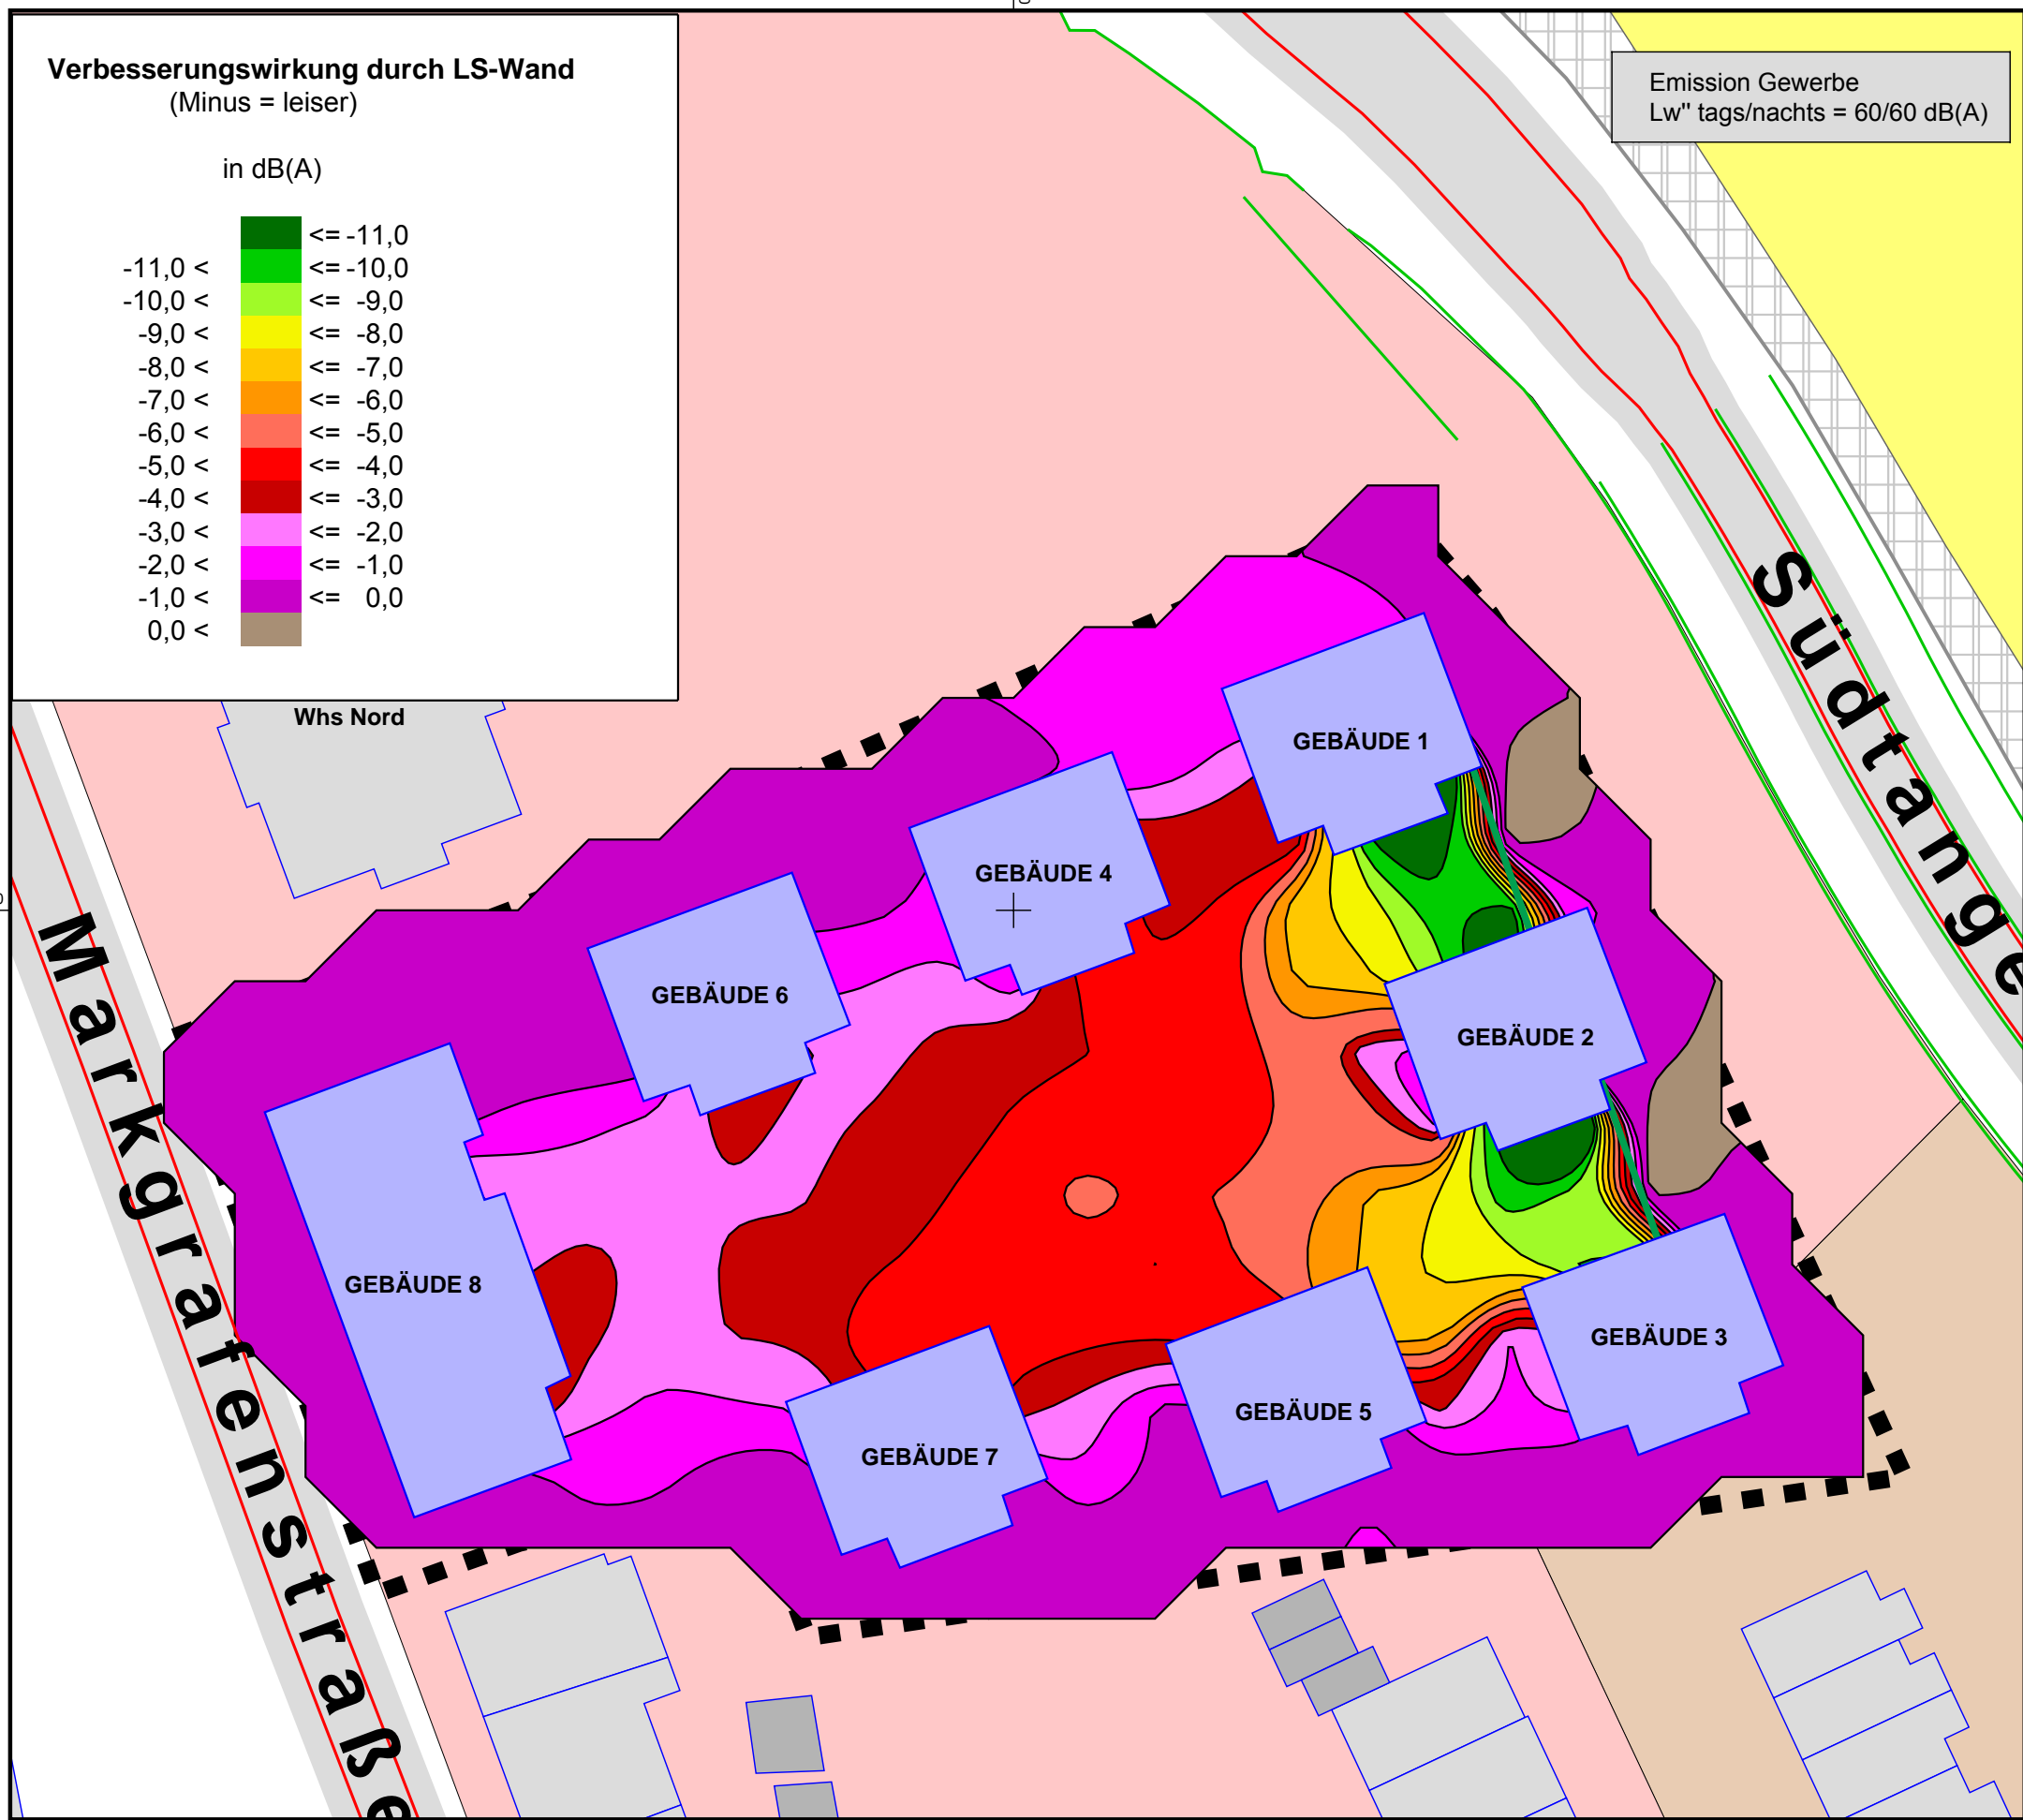 Verbesserungswirkung durch LS-Wand
(Minus = leiser)
in dB(A)
<= -11,0
-11,0 < <= -10,0
-10,0 < <= -9,0
-9,0 < <= -8,0
-8,0 < <= -7,0
-7,0 < <= -6,0
-6,0 < <= -5,0
-5,0 < <= -4,0
-4,0 < <= -3,0
-3,0 < <= -2,0
-2,0 < <= -1,0
-1,0 < <= 0,0
0,0 <
Emission Gewerbe
Lw'' tags/nachts = 60/60 dB(A)
Whs Nord
Südtange
GEBÄUDE 1
GEBÄUDE 4
GEBÄUDE 6
GEBÄUDE 2
GEBÄUDE 8
GEBÄUDE 3
GEBÄUDE 5
GEBÄUDE 7
Markgrafenstraße